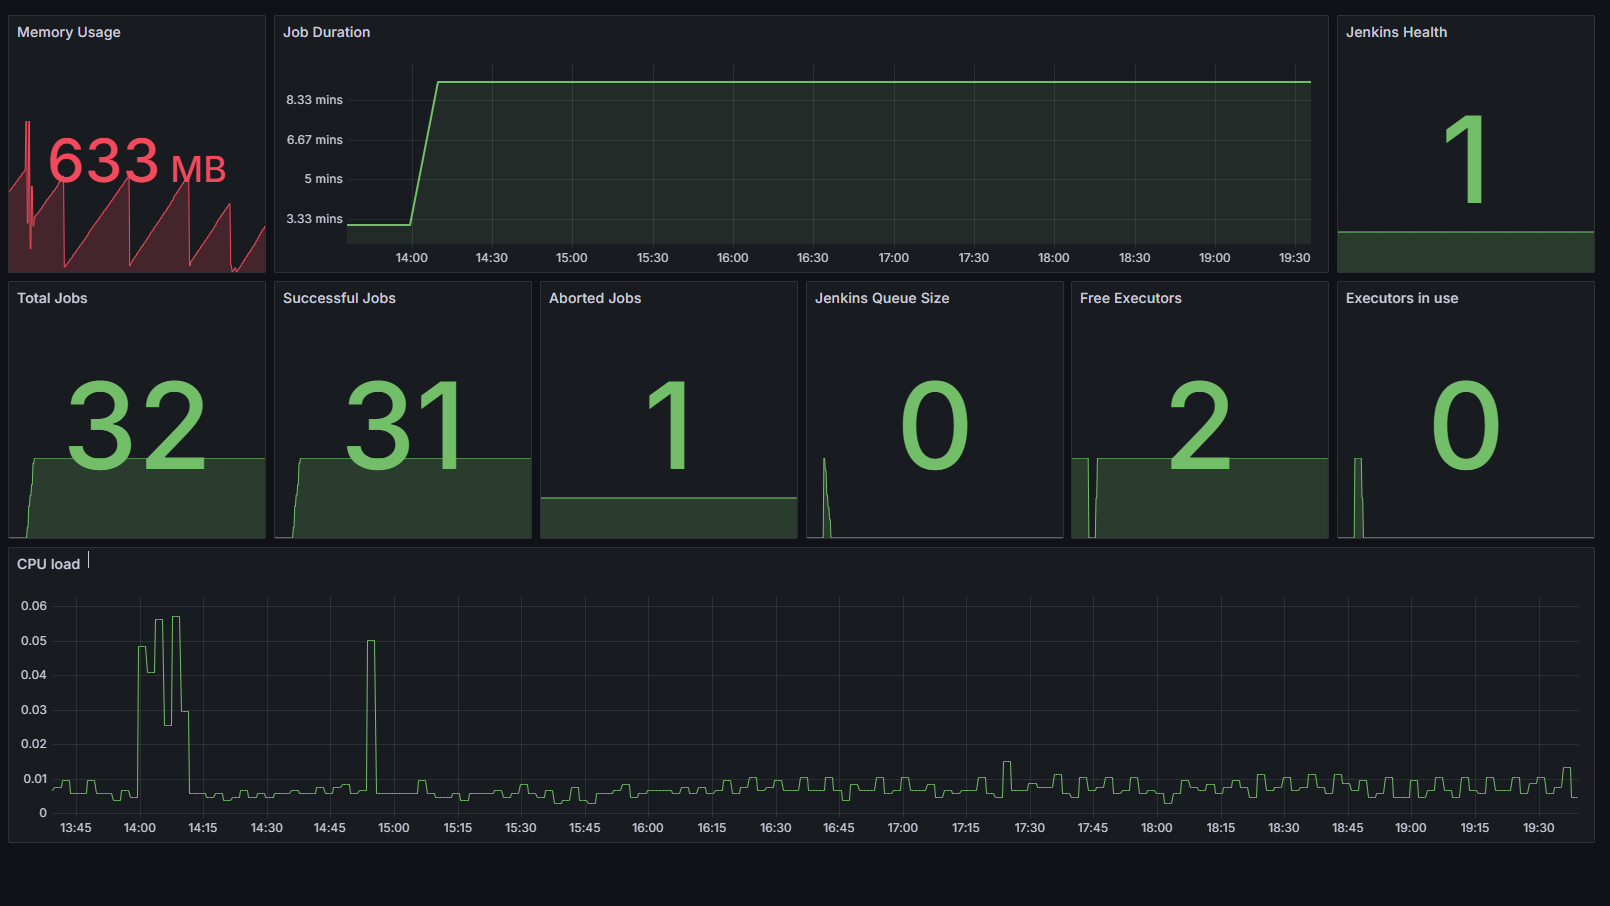 Memory Usage
633 MB
Job Duration
8.33 mins
6.67 mins
5 mins
3.33 mins
14:00 14:30 15:00 15:30 16:00 16:30 17:00 17:30 18:00 18:30 19:00 19:30
Jenkins Health
1
Total Jobs
32
Successful Jobs
31
Aborted Jobs
1
Jenkins Queue Size
0
Free Executors
2
Executors in use
0
CPU load
0.06
0.05
0.04
0.03
0.02
0.01
0
13:45 14:00 14:15 14:30 14:45 15:00 15:15 15:30 15:45 16:00 16:15 16:30 16:45 17:00 17:15 17:30 17:45 18:00 18:15 18:30 18:45 19:00 19:15 19:30